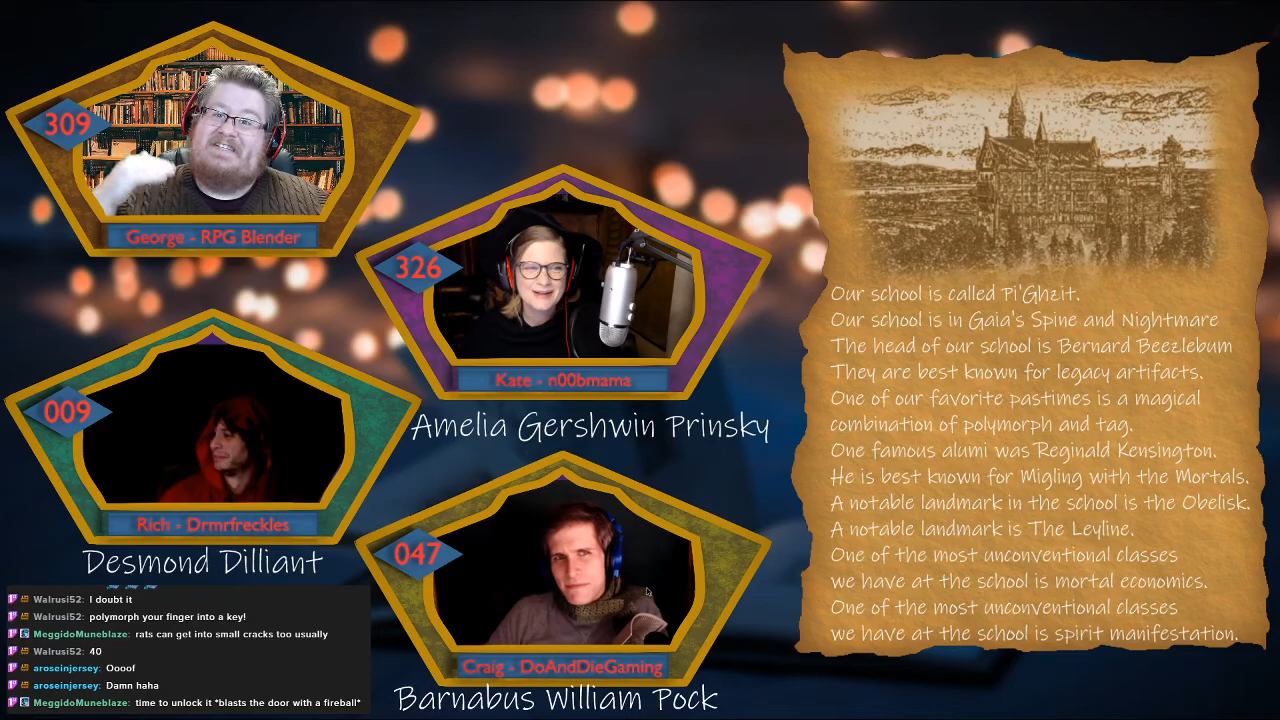 309
George - RPG Blender
326
Kate - n00bmama
Amelia Gershwin Prinsky
009
Rich - Drmrfreckles
Desmond Dilliant
047
Craig - DoAndDieGaming
Barnabus William Pock
Walrusi52: I doubt it
Walrusi52: polymorph your finger into a key!
MeggidoMuneblaze: rats can get into small cracks too usually
Walrusi52: 40
aroseinjersey: Oooof
aroseinjersey: Damn haha
MeggidoMuneblaze: time to unlock it *blasts the door with a fireball*
Our school is called Pi'Ghzit.
Our school is in Gaia's Spine and Nightmare
The head of our school is Bernard Beezlebum
They are best known for legacy artifacts.
One of our favorite pastimes is a magical
combination of polymorph and tag.
One famous alumi was Reginald Kensington.
He is best known for Migling with the Mortals.
A notable landmark in the school is the Obelisk.
A notable landmark is The Leyline.
One of the most unconventional classes
we have at the school is mortal economics.
One of the most unconventional classes
we have at the school is spirit manifestation.